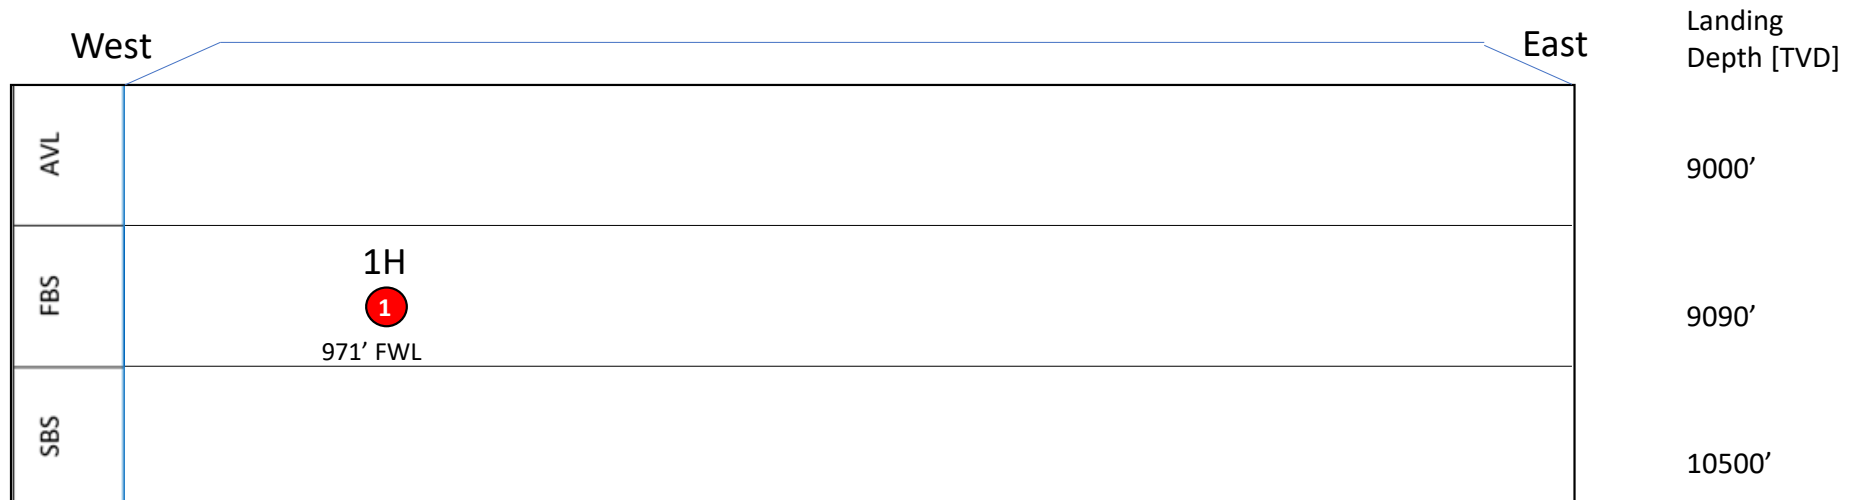 Landing
Depth [TVD]
West
East
AVL
9000’
1H
FBS
1
9090’
971’ FWL
SBS
10500’